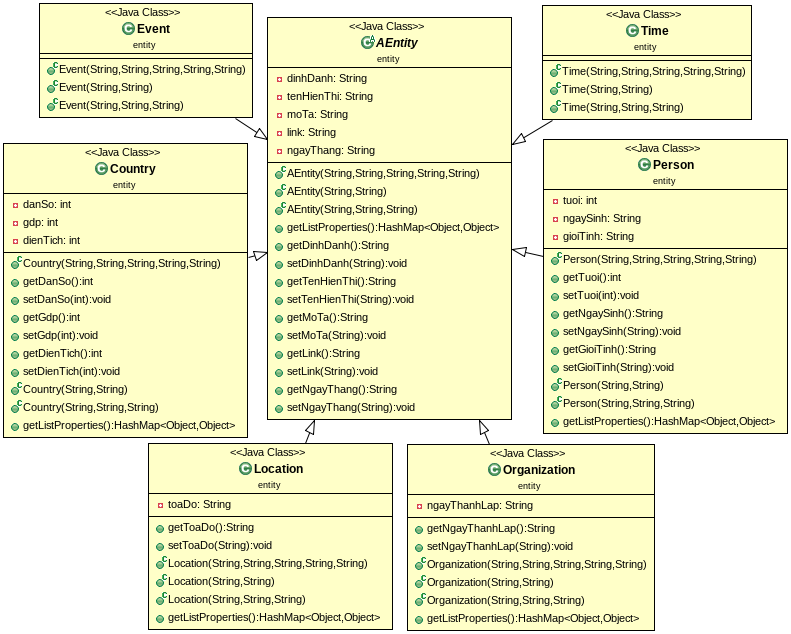 <<Java Class>>
Event
entity
Event(String,String,String,String,String)
Event(String,String)
Event(String,String,String)
<<Java Class>>
AEntity
entity
dinhDanh: String
tenHienThi: String
moTa: String
link: String
ngayThang: String
AEntity(String,String,String,String,String)
AEntity(String,String)
AEntity(String,String,String)
getListProperties():HashMap<Object,Object>
getDinhDanh():String
setDinhDanh(String):void
getTenHienThi():String
setTenHienThi(String):void
getMoTa():String
setMoTa(String):void
getLink():String
setLink(String):void
getNgayThang():String
setNgayThang(String):void
<<Java Class>>
Time
entity
Time(String,String,String,String,String)
Time(String,String)
Time(String,String,String)
<<Java Class>>
Country
entity
danSo: int
gdp: int
dienTich: int
Country(String,String,String,String,String)
getDanSo():int
setDanSo(int):void
getGdp():int
setGdp(int):void
getDienTich():int
setDienTich(int):void
Country(String,String)
Country(String,String,String)
getListProperties():HashMap<Object,Object>
<<Java Class>>
Person
entity
tuoi: int
ngaySinh: String
gioiTinh: String
Person(String,String,String,String,String)
getTuoi():int
setTuoi(int):void
getNgaySinh():String
setNgaySinh(String):void
getGioiTinh():String
setGioiTinh(String):void
Person(String,String)
Person(String,String,String)
getListProperties():HashMap<Object,Object>
<<Java Class>>
Location
entity
toaDo: String
getToaDo():String
setToaDo(String):void
Location(String,String,String,String,String)
Location(String,String)
Location(String,String,String)
getListProperties():HashMap<Object,Object>
<<Java Class>>
Organization
entity
ngayThanhLap: String
getNgayThanhLap():String
setNgayThanhLap(String):void
Organization(String,String,String,String,String)
Organization(String,String)
Organization(String,String,String)
getListProperties():HashMap<Object,Object>